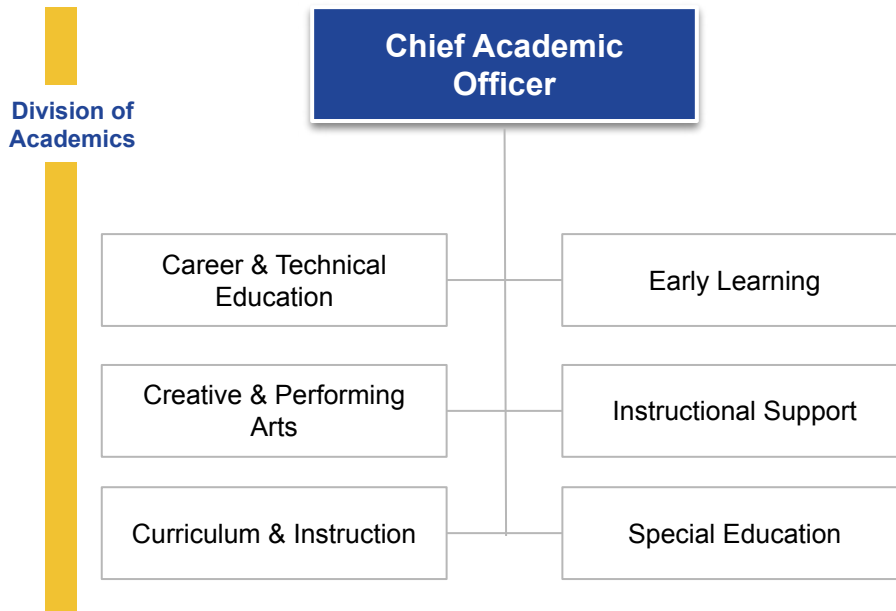 Chief Academic
Officer
Division of
Academics
Career & Technical
Education
Early Learning
Creative & Performing
Arts
Instructional Support
Curriculum & Instruction
Special Education